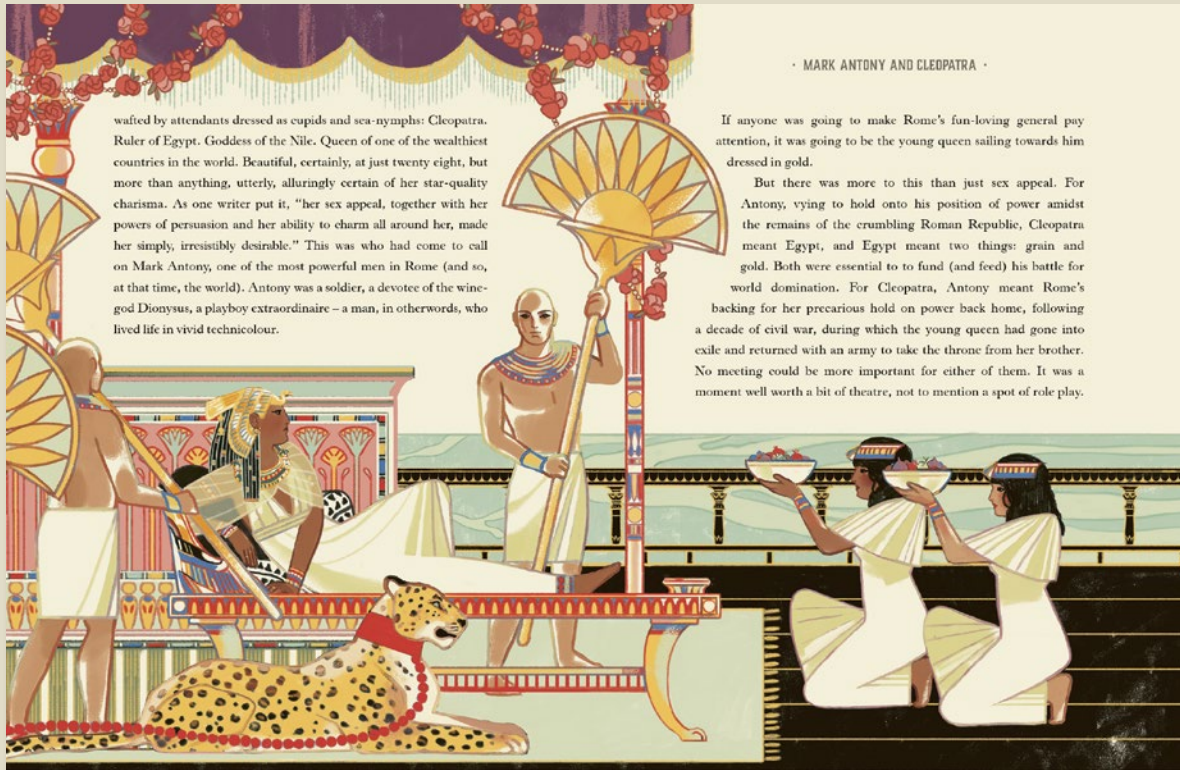 wafted by attendants dressed as cupids and sea-nymphs: Cleopatra.
Ruler of Egypt. Goddess of the Nile. Queen of one of the wealthiest
countries in the world. Beautiful, certainly, at just twenty eight, but
more than anything, utterly, alluringly certain of her star-quality
charisma. As one writer put it, “her sex appeal, together with her
powers of persuasion and her ability to charm all around her, made
her simply, irresistibly desirable.” This was who had come to call
on Mark Antony, one of the most powerful men in Rome (and so,
at that time, the world). Antony was a soldier, a devotee of the wine-
god Dionysus, a playboy extraordinaire – a man, in otherwords, who
lived life in vivid technicolour.
· MARK ANTONY AND CLEOPATRA ·
If anyone was going to make Rome’s fun-loving general pay
attention, it was going to be the young queen sailing towards him
dressed in gold.
But there was more to this than just sex appeal. For
Antony, vying to hold onto his position of power amidst
the remains of the crumbling Roman Republic, Cleopatra
meant Egypt, and Egypt meant two things: grain and
gold. Both were essential to to fund (and feed) his battle for
world domination. For Cleopatra, Antony meant Rome’s
backing for her precarious hold on power back home, following
a decade of civil war, during which the young queen had gone into
exile and returned with an army to take the throne from her brother.
No meeting could be more important for either of them. It was a
moment well worth a bit of theatre, not to mention a spot of role play.